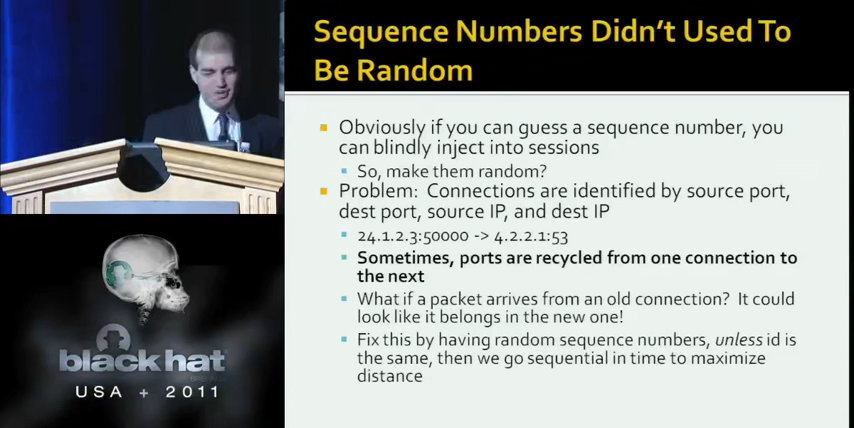 Sequence Numbers Didn't Used To
Be Random
Obviously if you can guess a sequence number, you
can blindly inject into sessions
So, make them random?
Problem: Connections are identified by source port,
dest port, source IP, and dest IP
24.1.2.3:50000 -> 4.2.2.1:53
Sometimes, ports are recycled from one connection to
the next
What if a packet arrives from an old connection? It could
look like it belongs in the new one!
Fix this by having random sequence numbers, unless id is
the same, then we go sequential in time to maximize
distance
black hat
USA + 2011